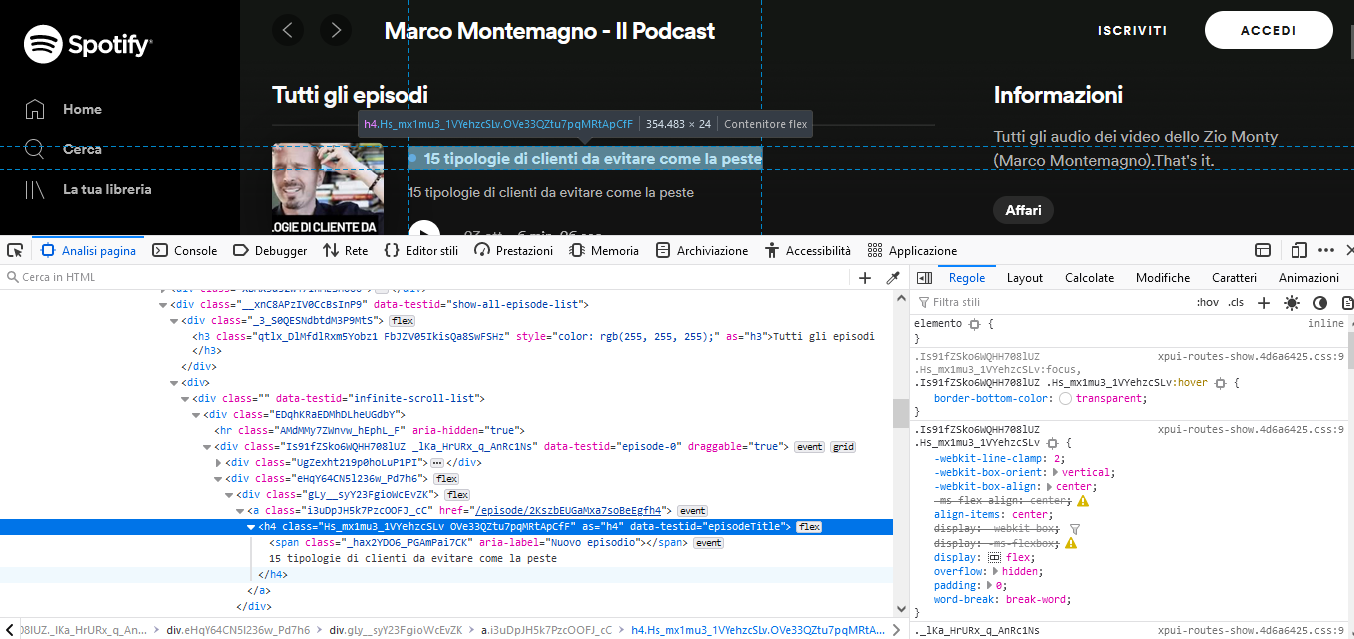 Spotify
Marco Montemagno - Il Podcast
ISCRIVITI
ACCEDI
Home
Cerca
La tua libreria
Tutti gli episodi
h4.Hs_mx1mu3_1VYehzcSLv.OVe33QZtu7pqMRtApCfF 354.483 × 24 Contenitore flex
15 tipologie di clienti da evitare come la peste
15 tipologie di clienti da evitare come la peste
Informazioni
Tutti gli audio dei video dello Zio Monty
(Marco Montemagno).That's it.
Affari
Analisi pagina Console Debugger Rete Editor stili Prestazioni Memoria Archiviazione Accessibilità Applicazione
Cerca in HTML
<div class="__xnC8APzIV0CcBsInP9" data-testid="show-all-episode-list">
<div class="_3_S0QESNdbtdM3P9MtS"> flex
<h3 class="qtlx_DlMfdlRxm5Yobz1 FbJZV05IkisQa8SwFSHz" style="color: rgb(255, 255, 255);" as="h3">Tutti gli episodi
</h3>
</div>
<div>
<div class="" data-testid="infinite-scroll-list">
<div class="EDqhKRaEDMhDLheUGdbY">
<hr class="AMdMMy7ZWnvw_hEphL_F" aria-hidden="true">
<div class="Is91fZSko6WQHH708lUZ _lKa_HrURx_q_AnRc1Ns" data-testid="episode-0" draggable="true"> event grid
<div class="UgZexht219p0hoLuP1PI"> </div>
<div class="eHqY64CN5l236w_Pd7h6"> flex
<div class="gLy__syY23FgioWcEvZK"> flex
<a class="i3uDpJH5k7PzcOOFJ_cC" href="/episode/2KszbEUGaMxa7soBeEgfh4"> event
<h4 class="Hs_mx1mu3_1VYehzcSLv OVe33QZtu7pqMRtApCfF" as="h4" data-testid="episodeTitle"> flex
<span class="_hax2YDO6_PGAmPai7CK" aria-label="Nuovo episodio"></span> event
15 tipologie di clienti da evitare come la peste
</h4>
</a>
</div>
08lUZ._lKa_HrURx_q_An... div.eHqY64CN5l236w_Pd7h6 div.gLy__syY23FgioWcEvZK a.i3uDpJH5k7PzcOOFJ_cC h4.Hs_mx1mu3_1VYehzcSLv.OVe33QZtu7pqMRtA...
Regole Layout Calcolate Modifiche Caratteri Animazioni
Filtra stili :hov .cls
elemento { inline
}
.Is91fZSko6WQHH708lUZ xpui-routes-show.4d6a6425.css:9
.Hs_mx1mu3_1VYehzcSLv:focus,
.Is91fZSko6WQHH708lUZ .Hs_mx1mu3_1VYehzcSLv:hover {
border-bottom-color: transparent;
}
.Is91fZSko6WQHH708lUZ xpui-routes-show.4d6a6425.css:9
.Hs_mx1mu3_1VYehzcSLv {
-webkit-line-clamp: 2;
-webkit-box-orient: vertical;
-webkit-box-align: center;
-ms-flex-align: center;
align-items: center;
display: -webkit-box;
display: -ms-flexbox;
display: flex;
overflow: hidden;
padding: 0;
word-break: break-word;
}
._lKa_HrURx_q_AnRc1Ns xpui-routes-show.4d6a6425.css:9